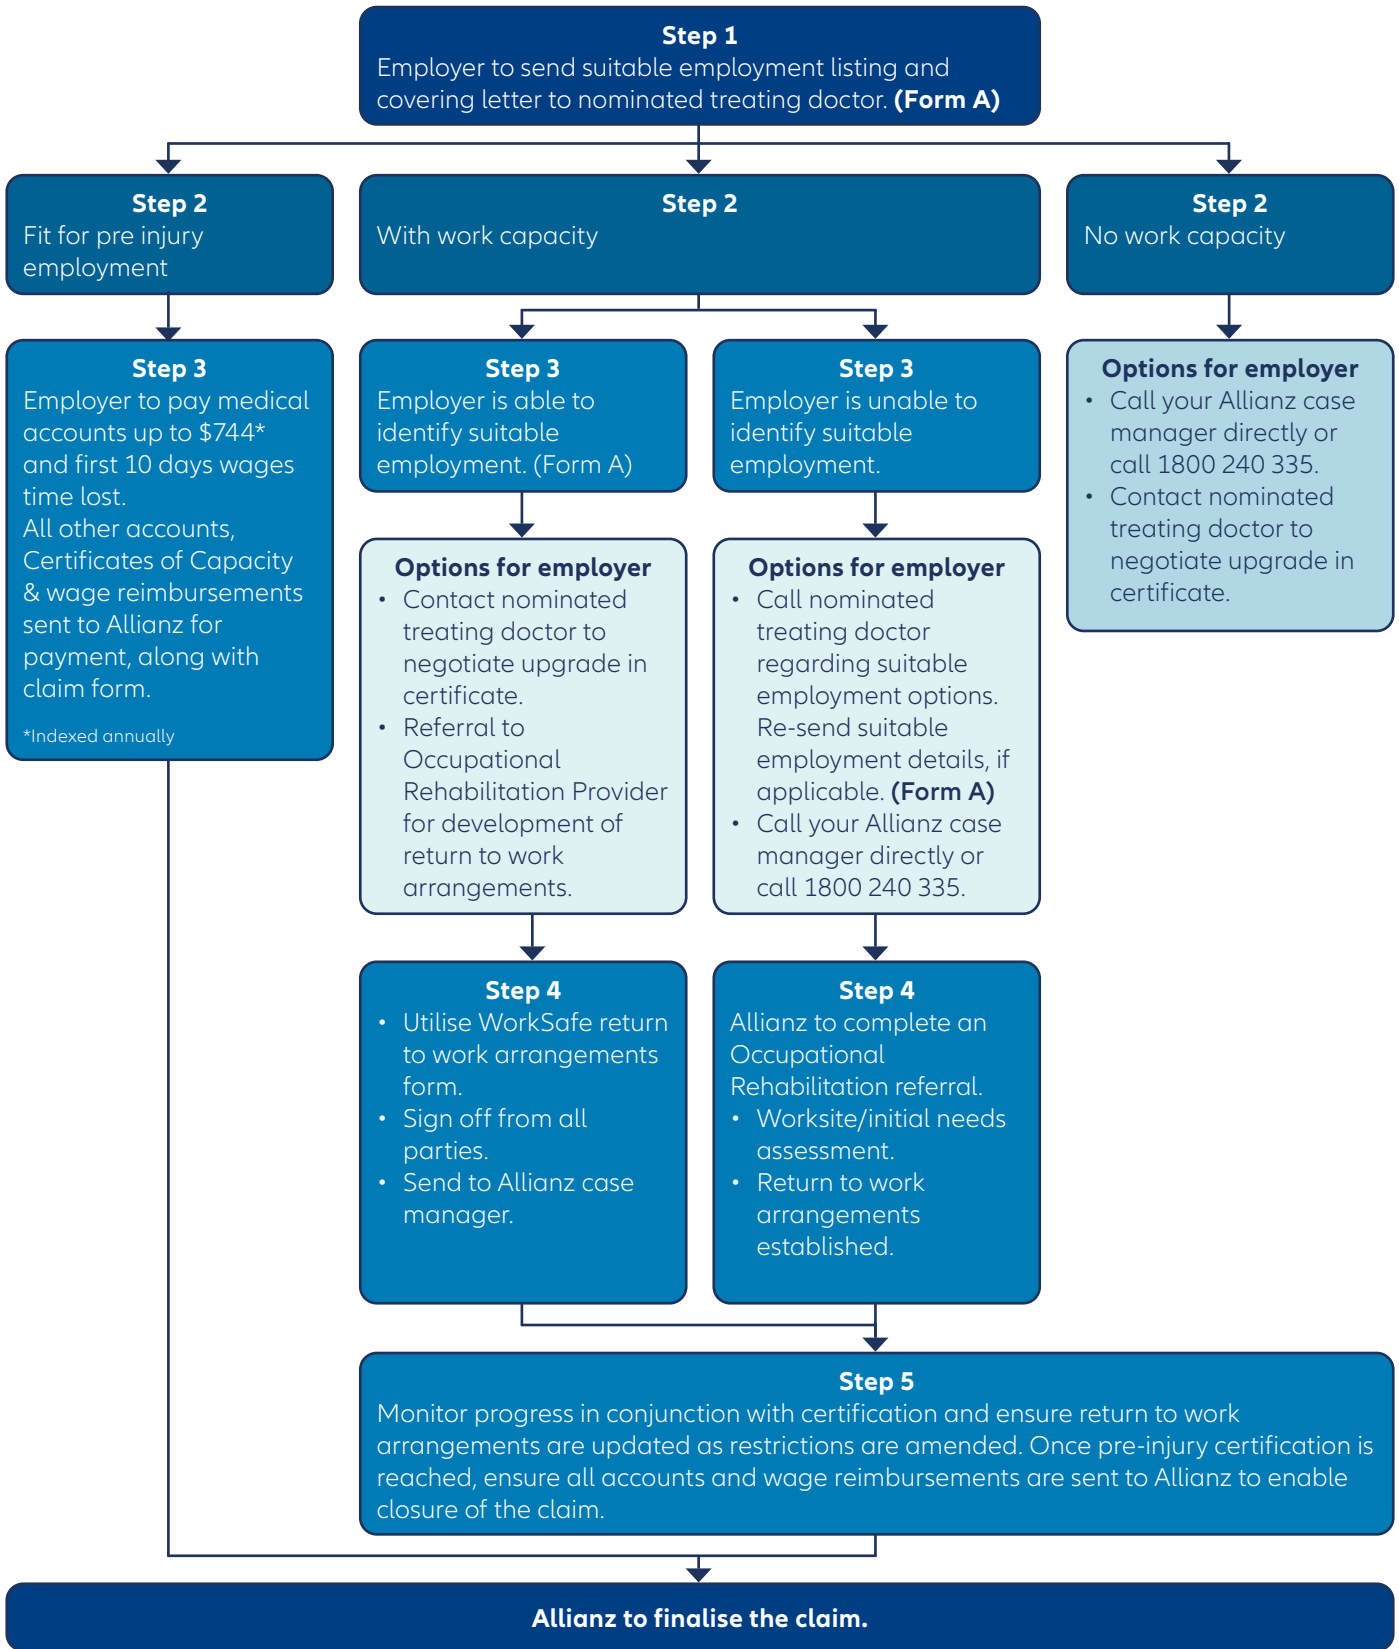 Step 1
Employer to send suitable employment listing and
covering letter to nominated treating doctor. (Form A)
Step 2
Fit for pre injury
employment
Step 2
With work capacity
Step 2
No work capacity
Step 3
Employer to pay medical
accounts up to $744*
and first 10 days wages
time lost.
All other accounts,
Certificates of Capacity
& wage reimbursements
sent to Allianz for
payment, along with
claim form.
*Indexed annually
Step 3
Employer is able to
identify suitable
employment. (Form A)
Step 3
Employer is unable to
identify suitable
employment.
Options for employer
• Call your Allianz case
manager directly or
call 1800 240 335.
• Contact nominated
treating doctor to
negotiate upgrade in
certificate.
Options for employer
• Contact nominated
treating doctor to
negotiate upgrade in
certificate.
• Referral to
Occupational
Rehabilitation Provider
for development of
return to work
arrangements.
Options for employer
• Call nominated
treating doctor
regarding suitable
employment options.
Re-send suitable
employment details, if
applicable. (Form A)
• Call your Allianz case
manager directly or
call 1800 240 335.
Step 4
• Utilise WorkSafe return
to work arrangements
form.
• Sign off from all
parties.
• Send to Allianz case
manager.
Step 4
Allianz to complete an
Occupational
Rehabilitation referral.
• Worksite/initial needs
assessment.
• Return to work
arrangements
established.
Step 5
Monitor progress in conjunction with certification and ensure return to work
arrangements are updated as restrictions are amended. Once pre-injury certification is
reached, ensure all accounts and wage reimbursements are sent to Allianz to enable
closure of the claim.
Allianz to finalise the claim.